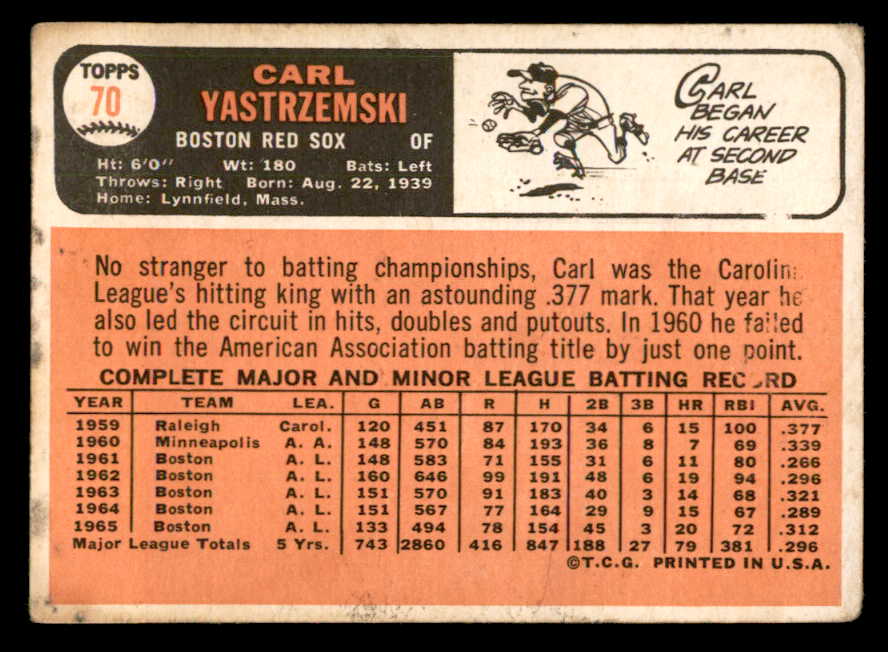 TOPPS
70
CARL
YASTRZEMSKI
BOSTON RED SOX OF
Ht: 6'0" Wt: 180 Bats: Left
Throws: Right Born: Aug. 22, 1939
Home: Lynnfield, Mass.
CARL
BEGAN
HIS CAREER
AT SECOND
BASE
No stranger to batting championships, Carl was the Carolina
League's hitting king with an astounding .377 mark. That year he
also led the circuit in hits, doubles and putouts. In 1960 he failed
to win the American Association batting title by just one point.
COMPLETE MAJOR AND MINOR LEAGUE BATTING RECORD
YEAR TEAM LEA. G AB R H 2B 3B HR RBI AVG.
1959 Raleigh Carol. 120 451 87 170 34 6 15 100 .377
1960 Minneapolis A. A. 148 570 84 193 36 8 7 69 .339
1961 Boston A. L. 148 583 71 155 31 6 11 80 .266
1962 Boston A. L. 160 646 99 191 48 6 19 94 .296
1963 Boston A. L. 151 570 91 183 40 3 14 68 .321
1964 Boston A. L. 151 567 77 164 29 9 15 67 .289
1965 Boston A. L. 133 494 78 154 45 3 20 72 .312
Major League Totals 5 Yrs. 743 2860 416 847 188 27 79 381 .296
©T.C.G. PRINTED IN U.S.A.